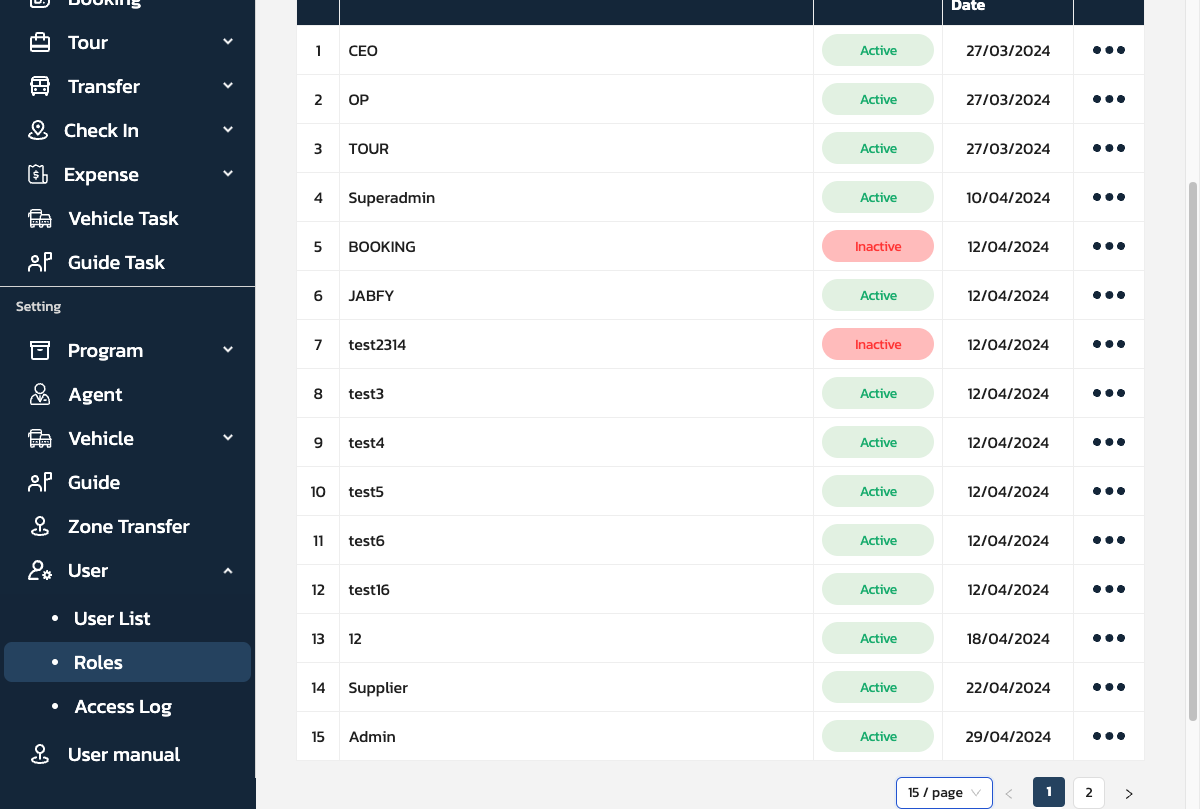 Booking
Tour
Transfer
Check In
Expense
Vehicle Task
Guide Task
Setting
Program
Agent
Vehicle
Guide
Zone Transfer
User
• User List
• Roles
• Access Log
User manual
Date
1 CEO Active 27/03/2024 •••
2 OP Active 27/03/2024 •••
3 TOUR Active 27/03/2024 •••
4 Superadmin Active 10/04/2024 •••
5 BOOKING Inactive 12/04/2024 •••
6 JABFY Active 12/04/2024 •••
7 test2314 Inactive 12/04/2024 •••
8 test3 Active 12/04/2024 •••
9 test4 Active 12/04/2024 •••
10 test5 Active 12/04/2024 •••
11 test6 Active 12/04/2024 •••
12 test16 Active 12/04/2024 •••
13 12 Active 18/04/2024 •••
14 Supplier Active 22/04/2024 •••
15 Admin Active 29/04/2024 •••
15 / page < 1 2 >